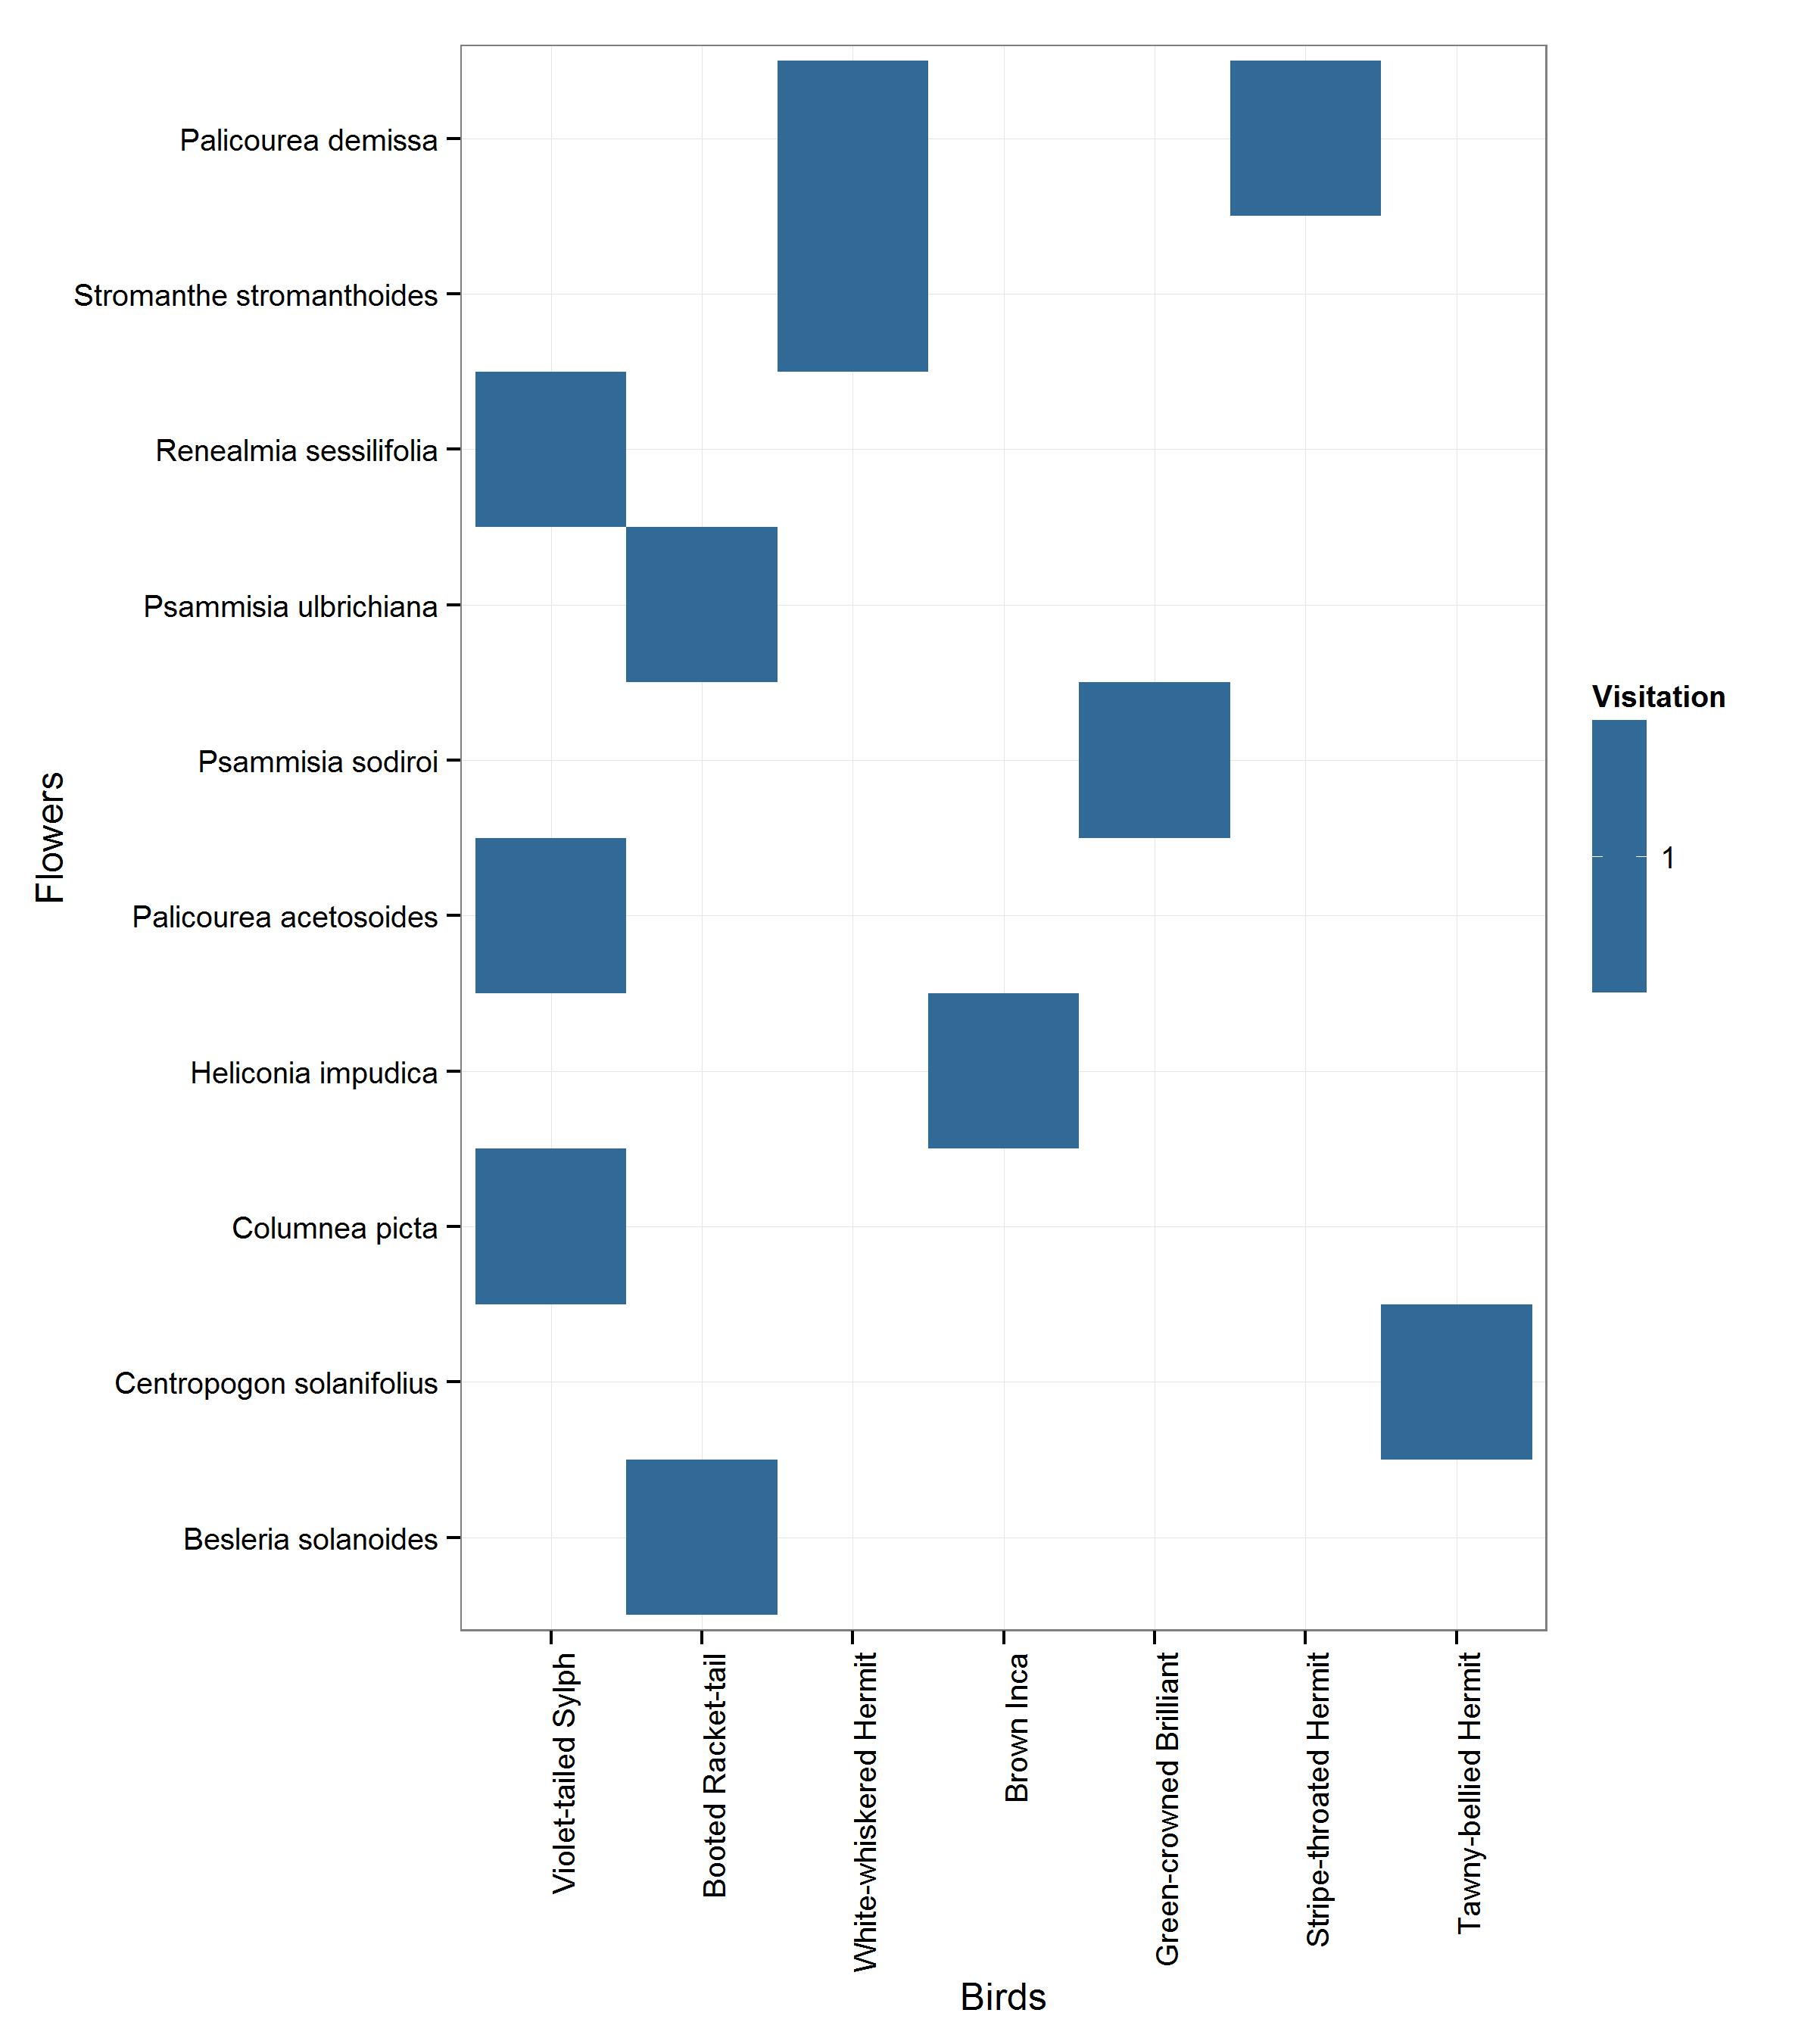 Palicourea demissa
Stromanthe stromanthoides
Renealmia sessilifolia
Psammisia ulbrichiana
Psammisia sodiroi
Palicourea acetosoides
Heliconia impudica
Columnea picta
Centropogon solanifolius
Besleria solanoides
Flowers
Violet-tailed Sylph
Booted Racket-tail
White-whiskered Hermit
Brown Inca
Green-crowned Brilliant
Stripe-throated Hermit
Tawny-bellied Hermit
Birds
Visitation
1